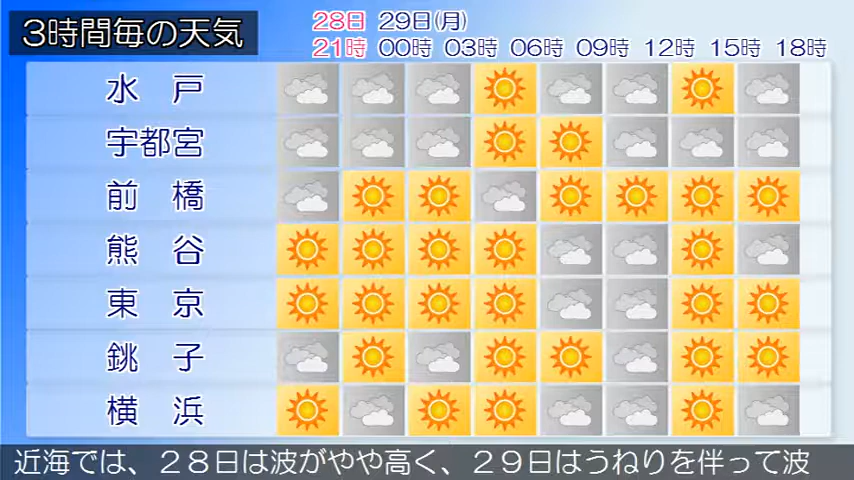 3時間毎の天気
28日 29日(月)
21時 00時 03時 06時 09時 12時 15時 18時
水 戸
宇都宮
前 橋
熊 谷
東 京
銚 子
横 浜
近海では、２８日は波がやや高く、２９日はうねりを伴って波